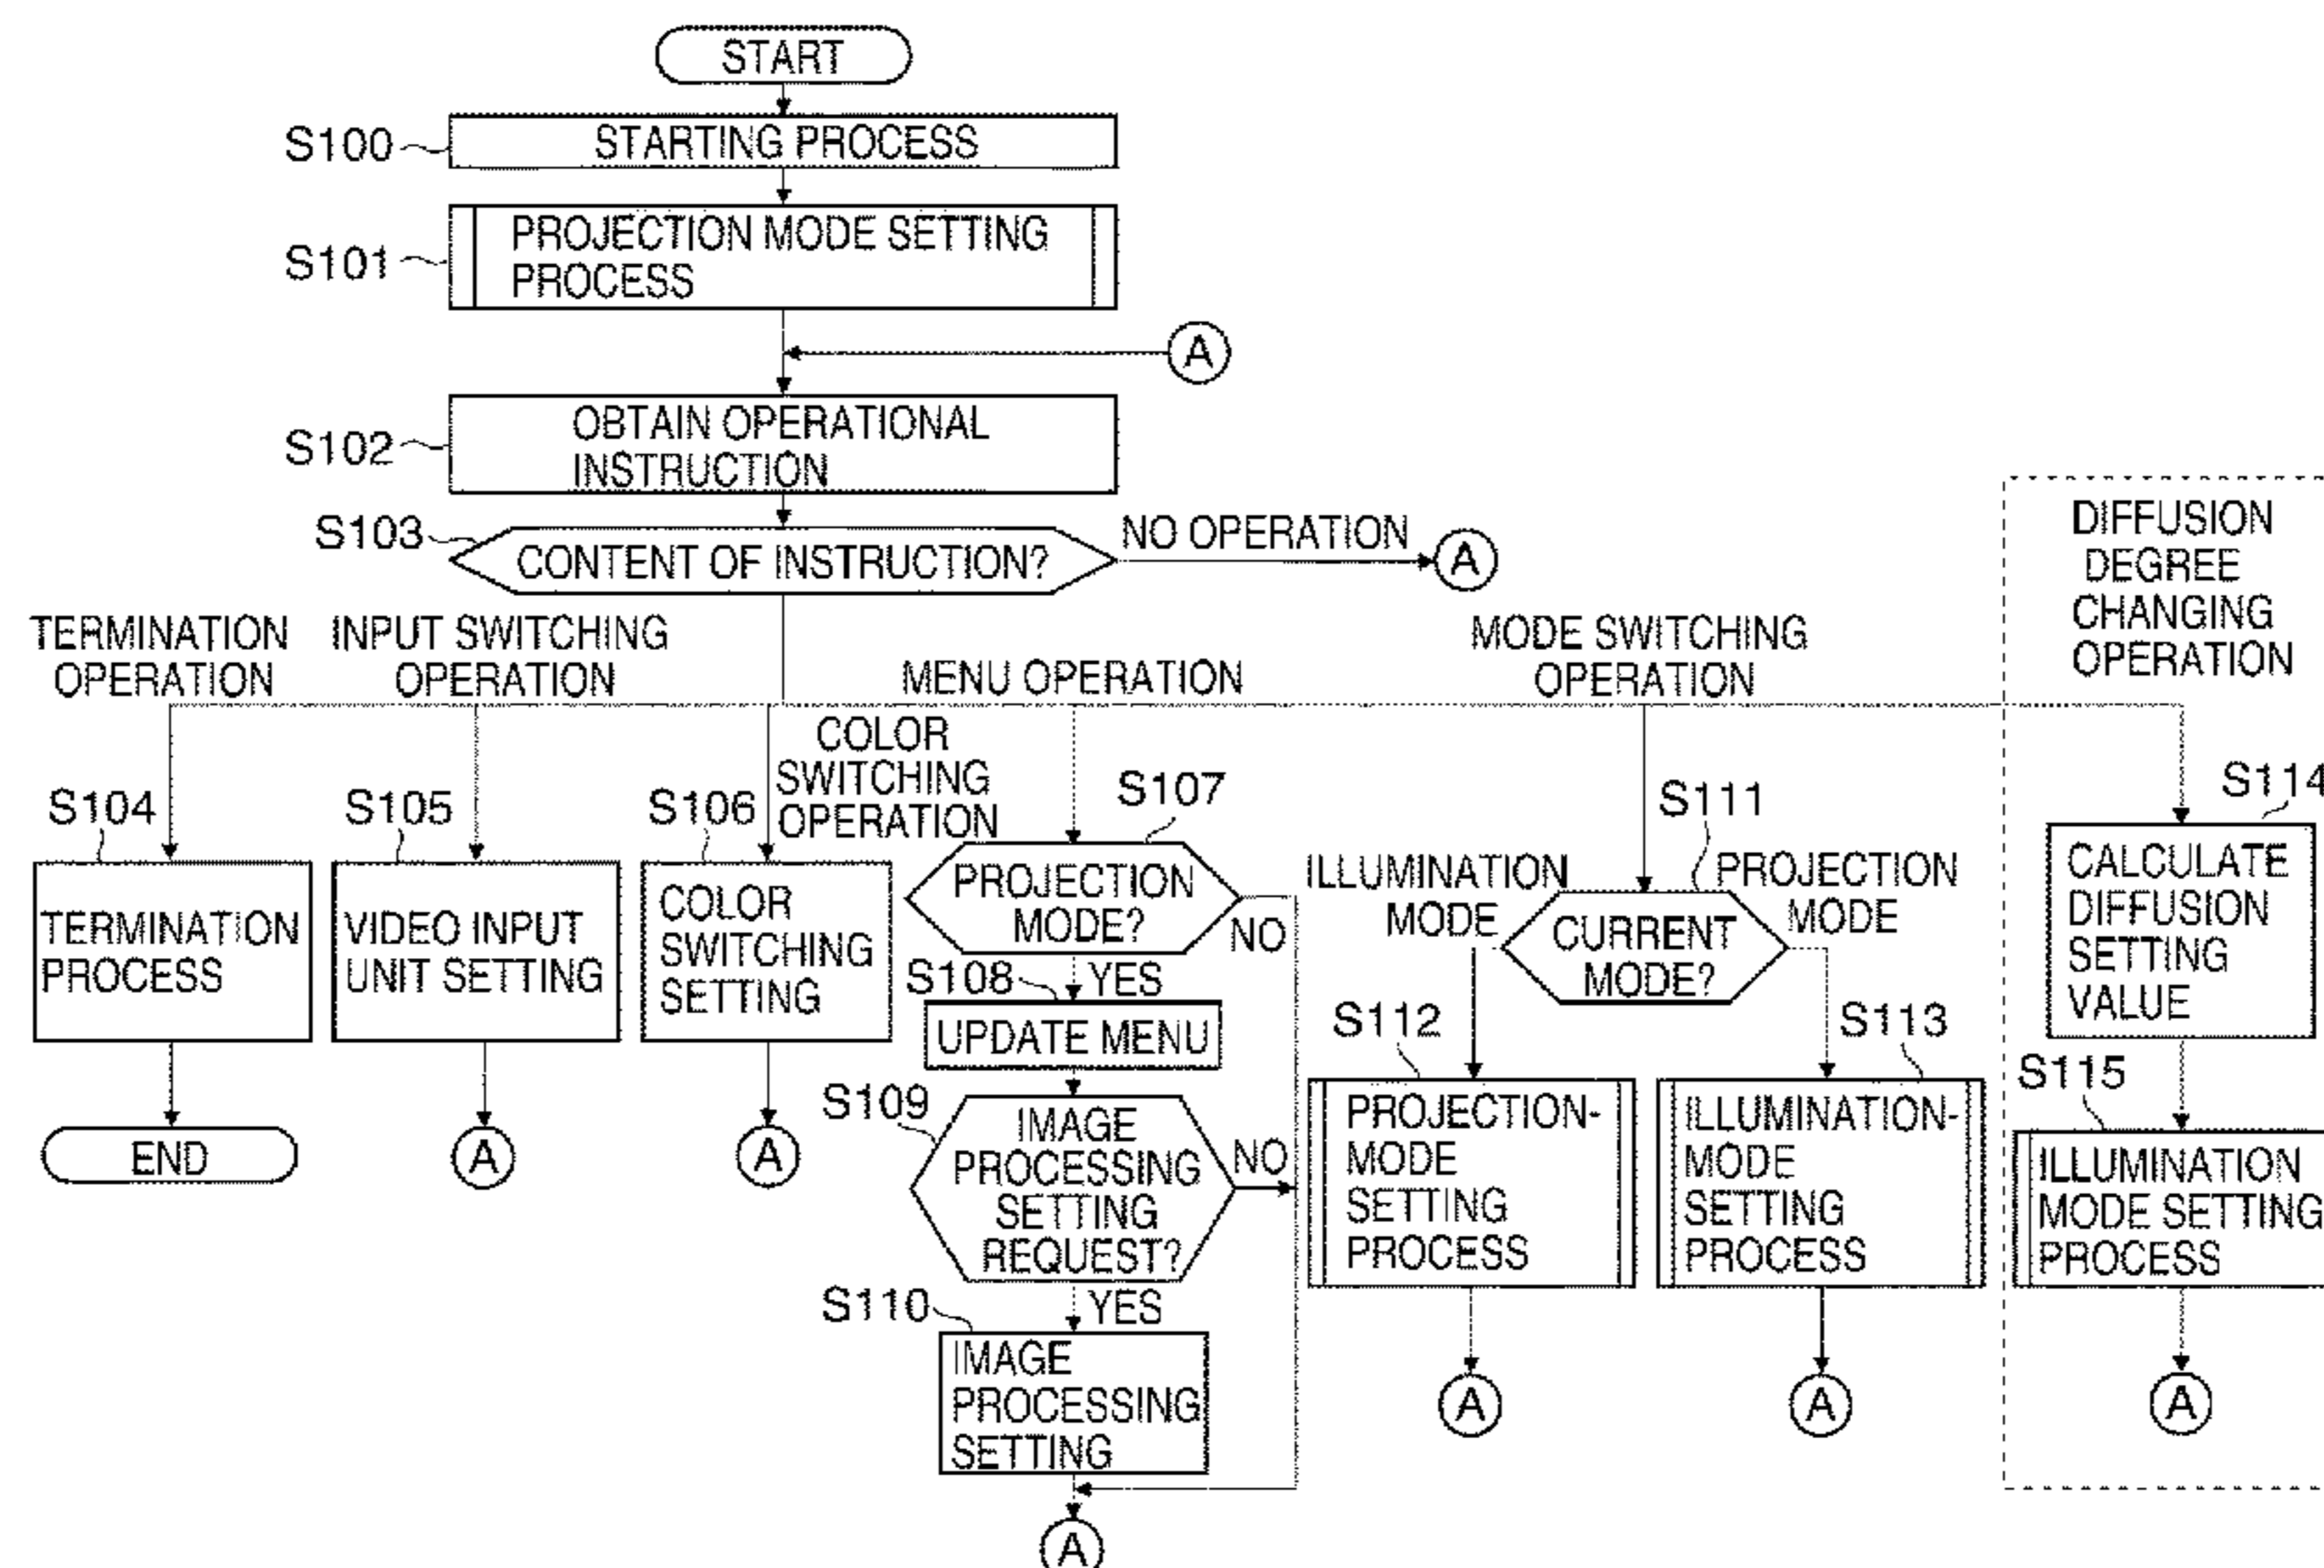 START
S100
STARTING PROCESS
S101
PROJECTION MODE SETTING
PROCESS
A
S102
OBTAIN OPERATIONAL
INSTRUCTION
S103
CONTENT OF INSTRUCTION?
NO OPERATION
A
TERMINATION
OPERATION
INPUT SWITCHING
OPERATION
COLOR
SWITCHING
OPERATION
MENU OPERATION
MODE SWITCHING
OPERATION
DIFFUSION
DEGREE
CHANGING
OPERATION
S104
TERMINATION
PROCESS
END
S105
VIDEO INPUT
UNIT SETTING
A
S106
COLOR
SWITCHING
SETTING
A
S107
PROJECTION
MODE?
NO
YES
S108
UPDATE MENU
S109
IMAGE
PROCESSING
SETTING
REQUEST?
NO
YES
S110
IMAGE
PROCESSING
SETTING
A
S111
CURRENT
MODE?
ILLUMINATION
MODE
PROJECTION
MODE
S112
PROJECTION-
MODE
SETTING
PROCESS
A
S113
ILLUMINATION-
MODE
SETTING
PROCESS
A
S114
CALCULATE
DIFFUSION
SETTING
VALUE
S115
ILLUMINATION
MODE SETTING
PROCESS
A